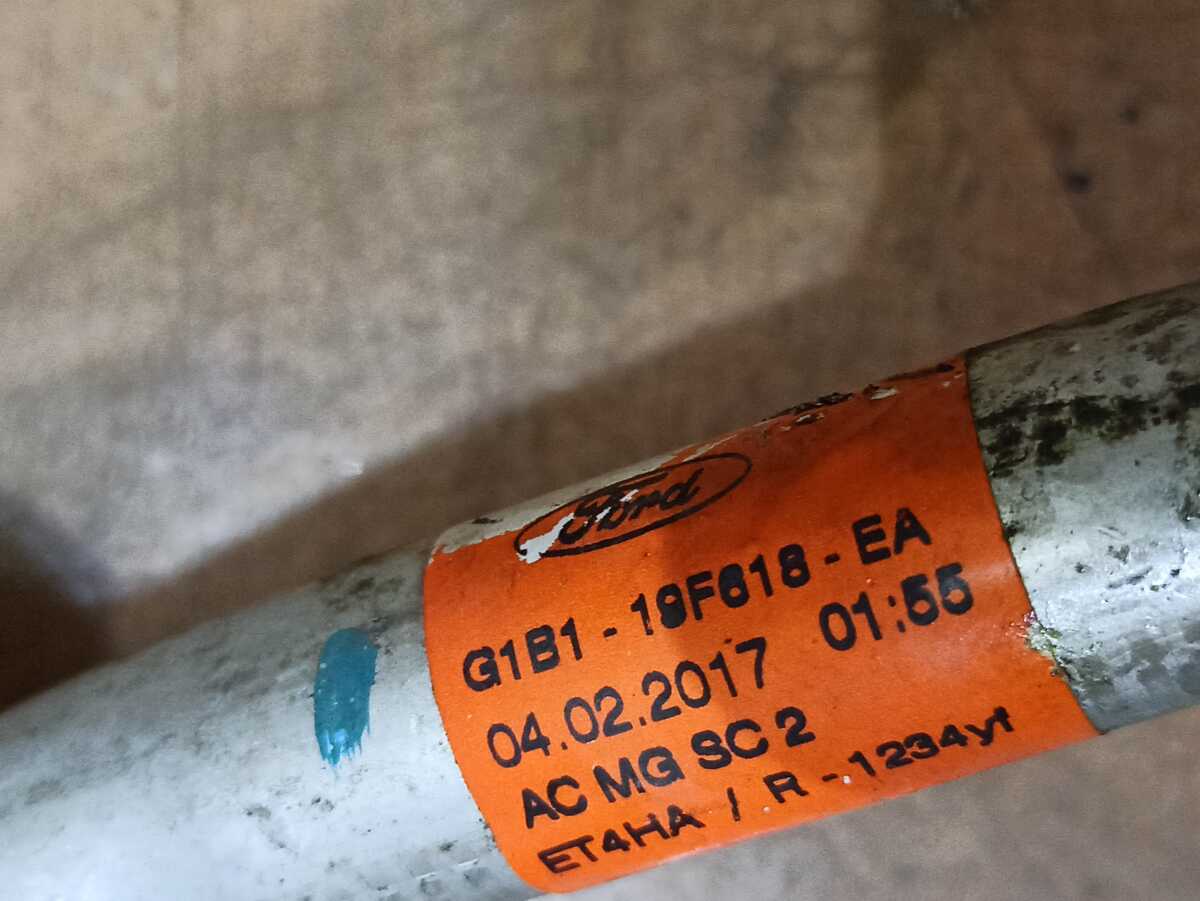 Ford
G1B1 - 19F618 - EA
04.02.2017 01:55
AC MG SC 2
ET4HA / R - 1234yf